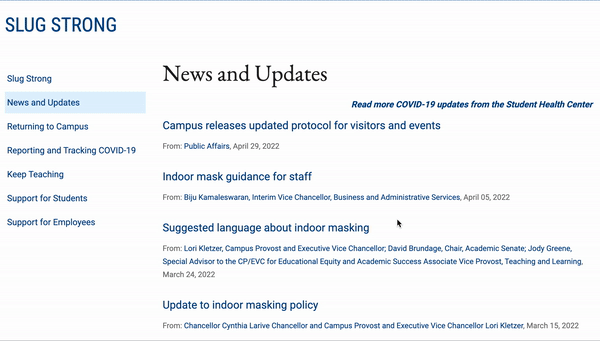 SLUG STRONG
Slug Strong
News and Updates
Returning to Campus
Reporting and Tracking COVID-19
Keep Teaching
Support for Students
Support for Employees
News and Updates
Read more COVID-19 updates from the Student Health Center
Campus releases updated protocol for visitors and events
From: Public Affairs, April 29, 2022
Indoor mask guidance for staff
From: Biju Kamaleswaran, Interim Vice Chancellor, Business and Administrative Services, April 05, 2022
Suggested language about indoor masking
From: Lori Kletzer, Campus Provost and Executive Vice Chancellor; David Brundage, Chair, Academic Senate; Jody Greene,
Special Advisor to the CP/EVC for Educational Equity and Academic Success Associate Vice Provost, Teaching and Learning,
March 24, 2022
Update to indoor masking policy
From: Chancellor Cynthia Larive Chancellor and Campus Provost and Executive Vice Chancellor Lori Kletzer, March 15, 2022